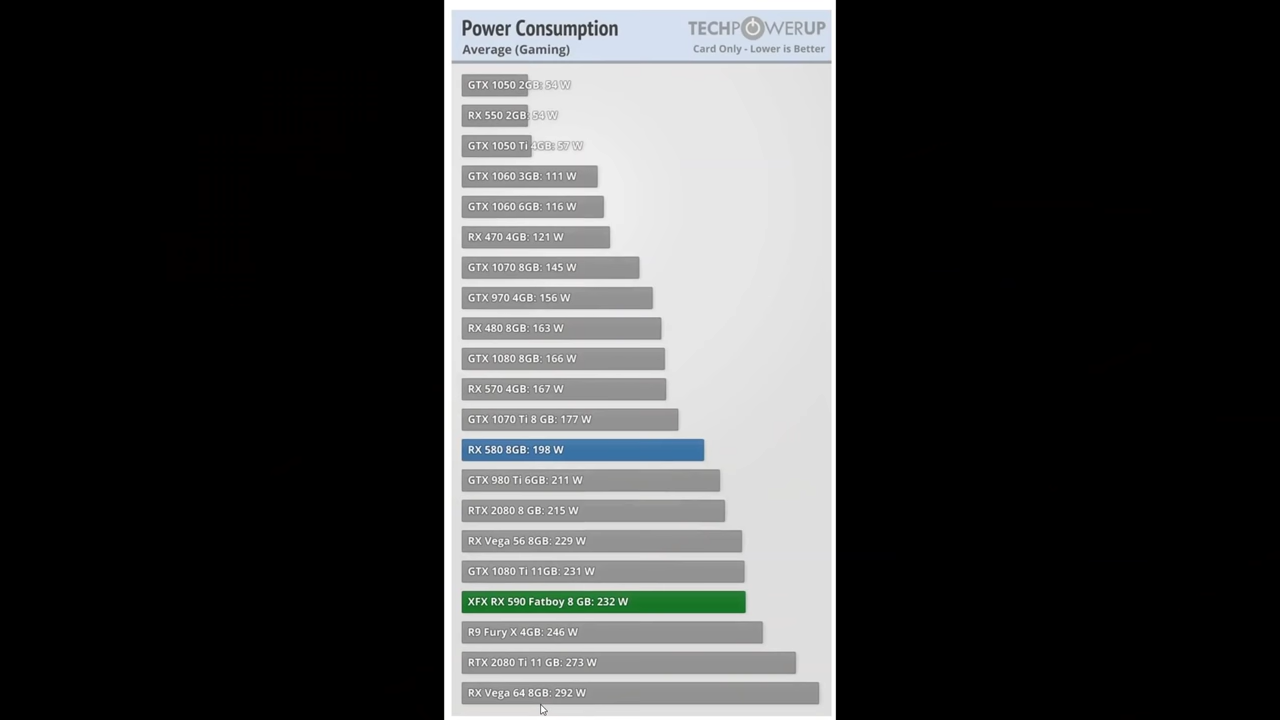 Power Consumption
TECHPOWERUP
Average (Gaming)
Card Only - Lower is Better
GTX 1050 2GB: 54 W
RX 550 2GB: 54 W
GTX 1050 Ti 4GB: 57 W
GTX 1060 3GB: 111 W
GTX 1060 6GB: 116 W
RX 470 4GB: 121 W
GTX 1070 8GB: 145 W
GTX 970 4GB: 156 W
RX 480 8GB: 163 W
GTX 1080 8GB: 166 W
RX 570 4GB: 167 W
GTX 1070 Ti 8 GB: 177 W
RX 580 8GB: 198 W
GTX 980 Ti 6GB: 211 W
RTX 2080 8 GB: 215 W
RX Vega 56 8GB: 229 W
GTX 1080 Ti 11GB: 231 W
XFX RX 590 Fatboy 8 GB: 232 W
R9 Fury X 4GB: 246 W
RTX 2080 Ti 11 GB: 273 W
RX Vega 64 8GB: 292 W